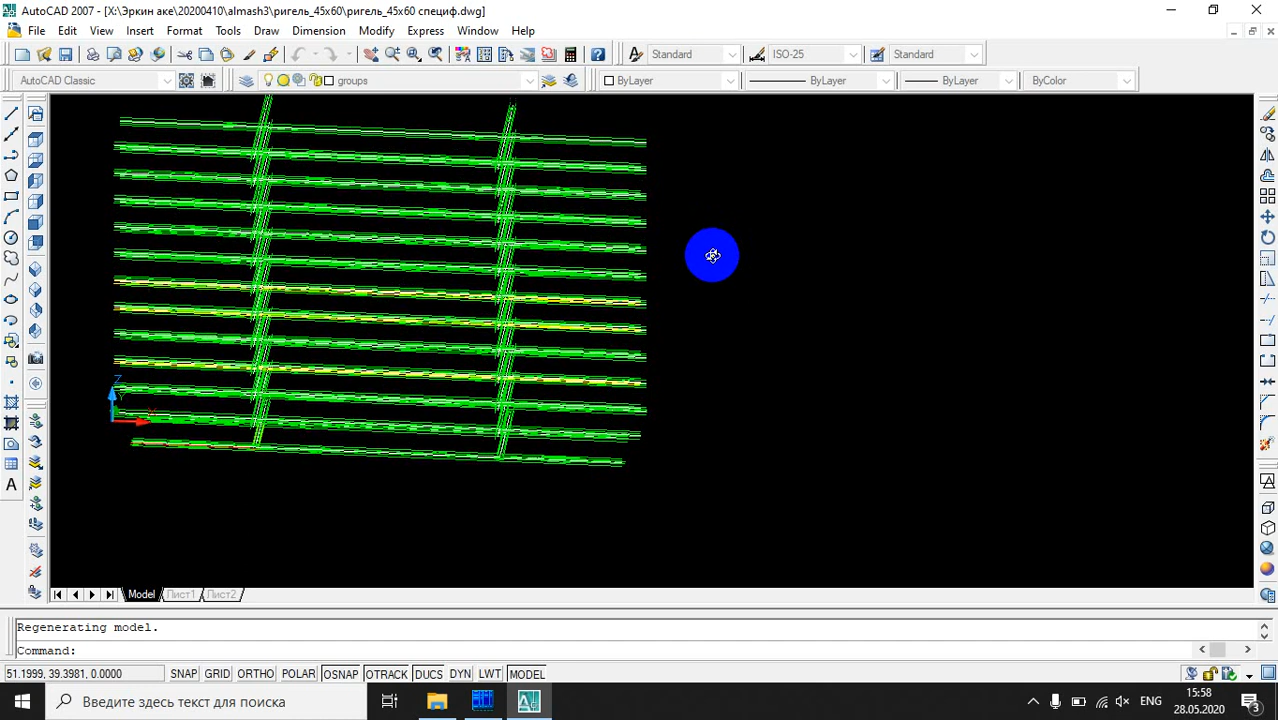 AutoCAD 2007 - [X:\Эркин аке\20200410\almash3\ригель_45x60\ригель_45x60 специф.dwg]
File Edit View Insert Format Tools Draw Dimension Modify Express Window Help
Standard ISO-25 Standard
AutoCAD Classic groups ByLayer ByLayer ByLayer ByColor
Z
Y
X
Model Лист1 Лист2
Regenerating model.
Command:
51.1999, 39.3981, 0.0000 SNAP GRID ORTHO POLAR OSNAP OTRACK DUCS DYN LWT MODEL
Введите здесь текст для поиска
ENG
15:58
28.05.2020
3
A